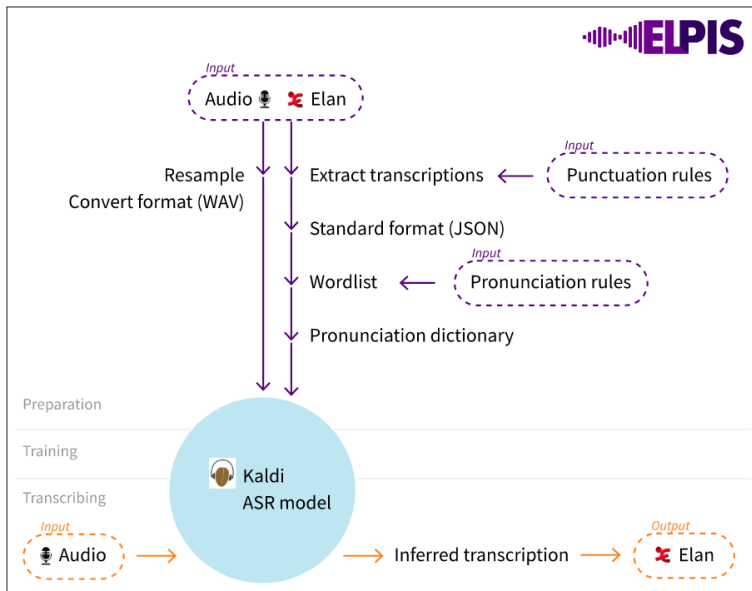 ELPIS
Input
Audio Elan
Resample
Convert format (WAV)
Extract transcriptions
Input
Punctuation rules
Standard format (JSON)
Input
Wordlist
Pronunciation rules
Pronunciation dictionary
Preparation
Training
Kaldi
ASR model
Transcribing
Input
Audio
Inferred transcription
Output
Elan